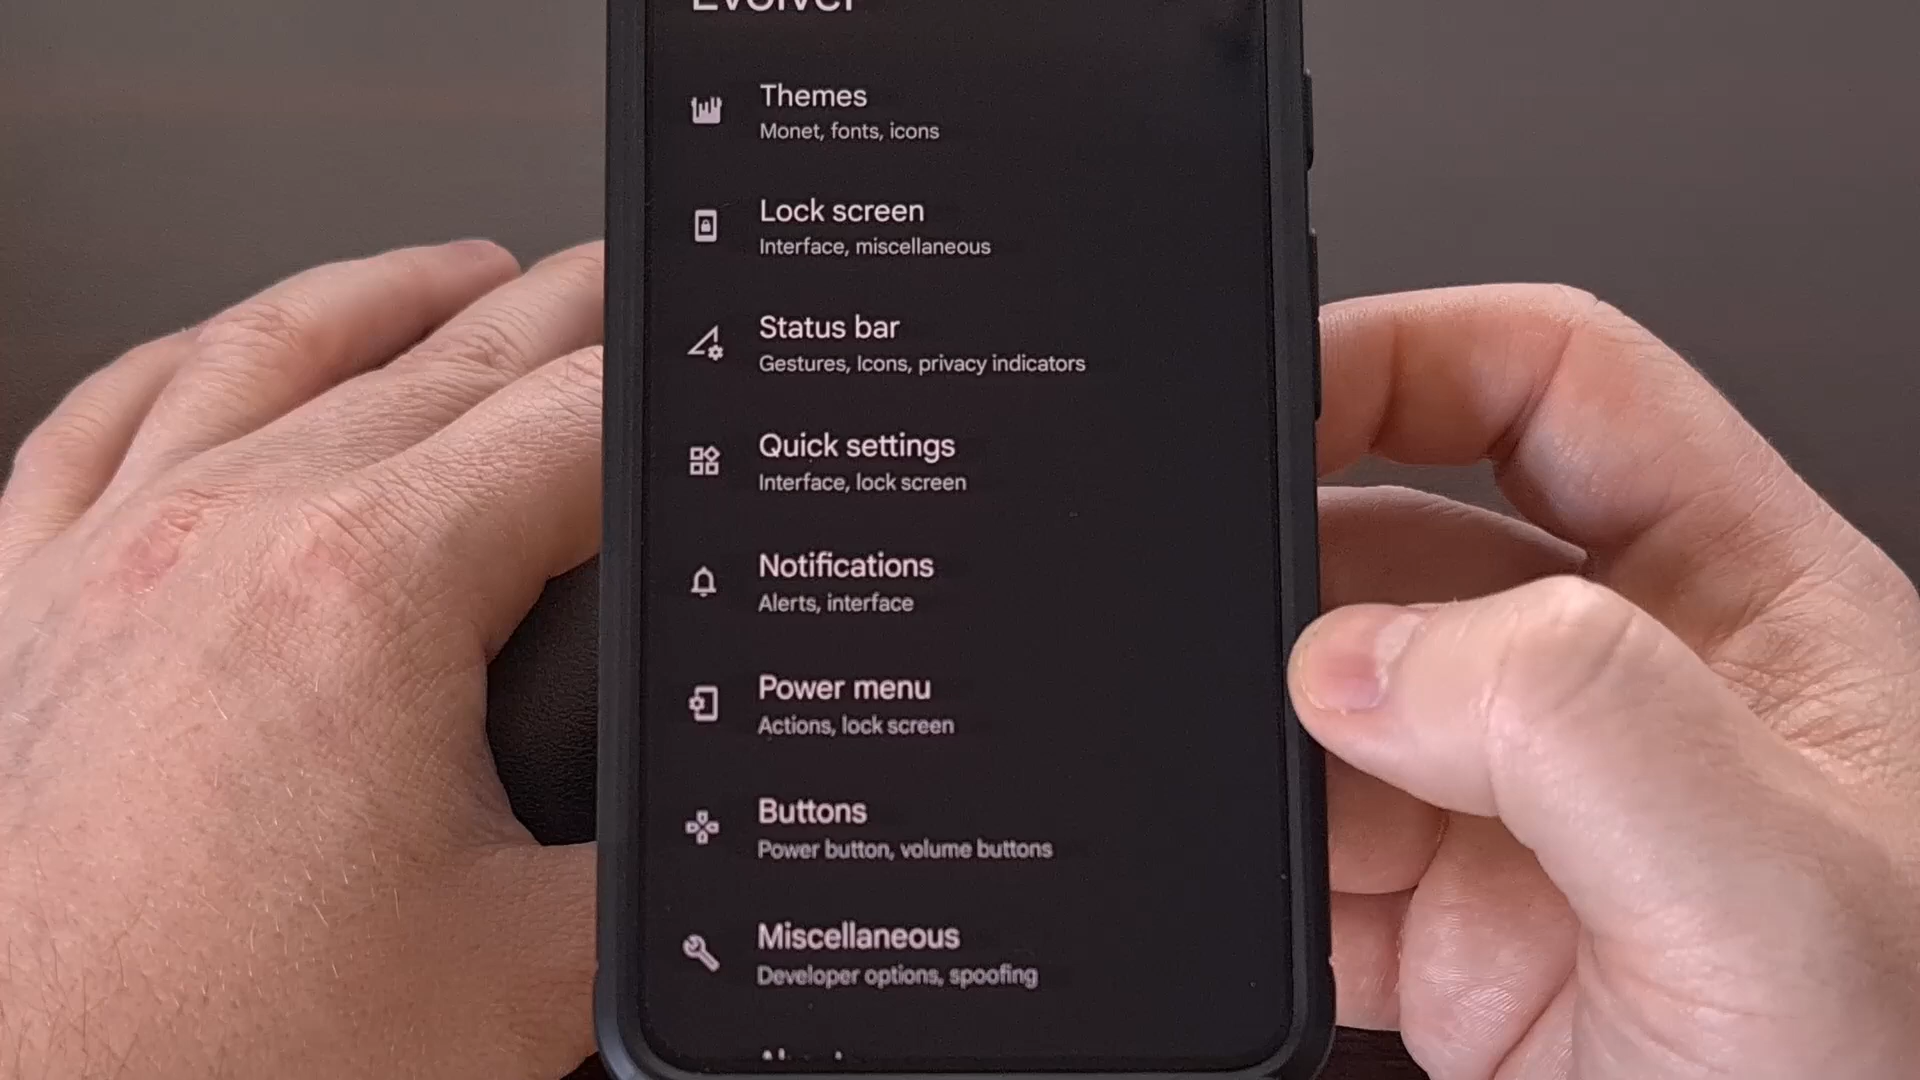 Evolver
Themes
Monet, fonts, icons
Lock screen
Interface, miscellaneous
Status bar
Gestures, Icons, privacy indicators
Quick settings
Interface, lock screen
Notifications
Alerts, interface
Power menu
Actions, lock screen
Buttons
Power button, volume buttons
Miscellaneous
Developer options, spoofing